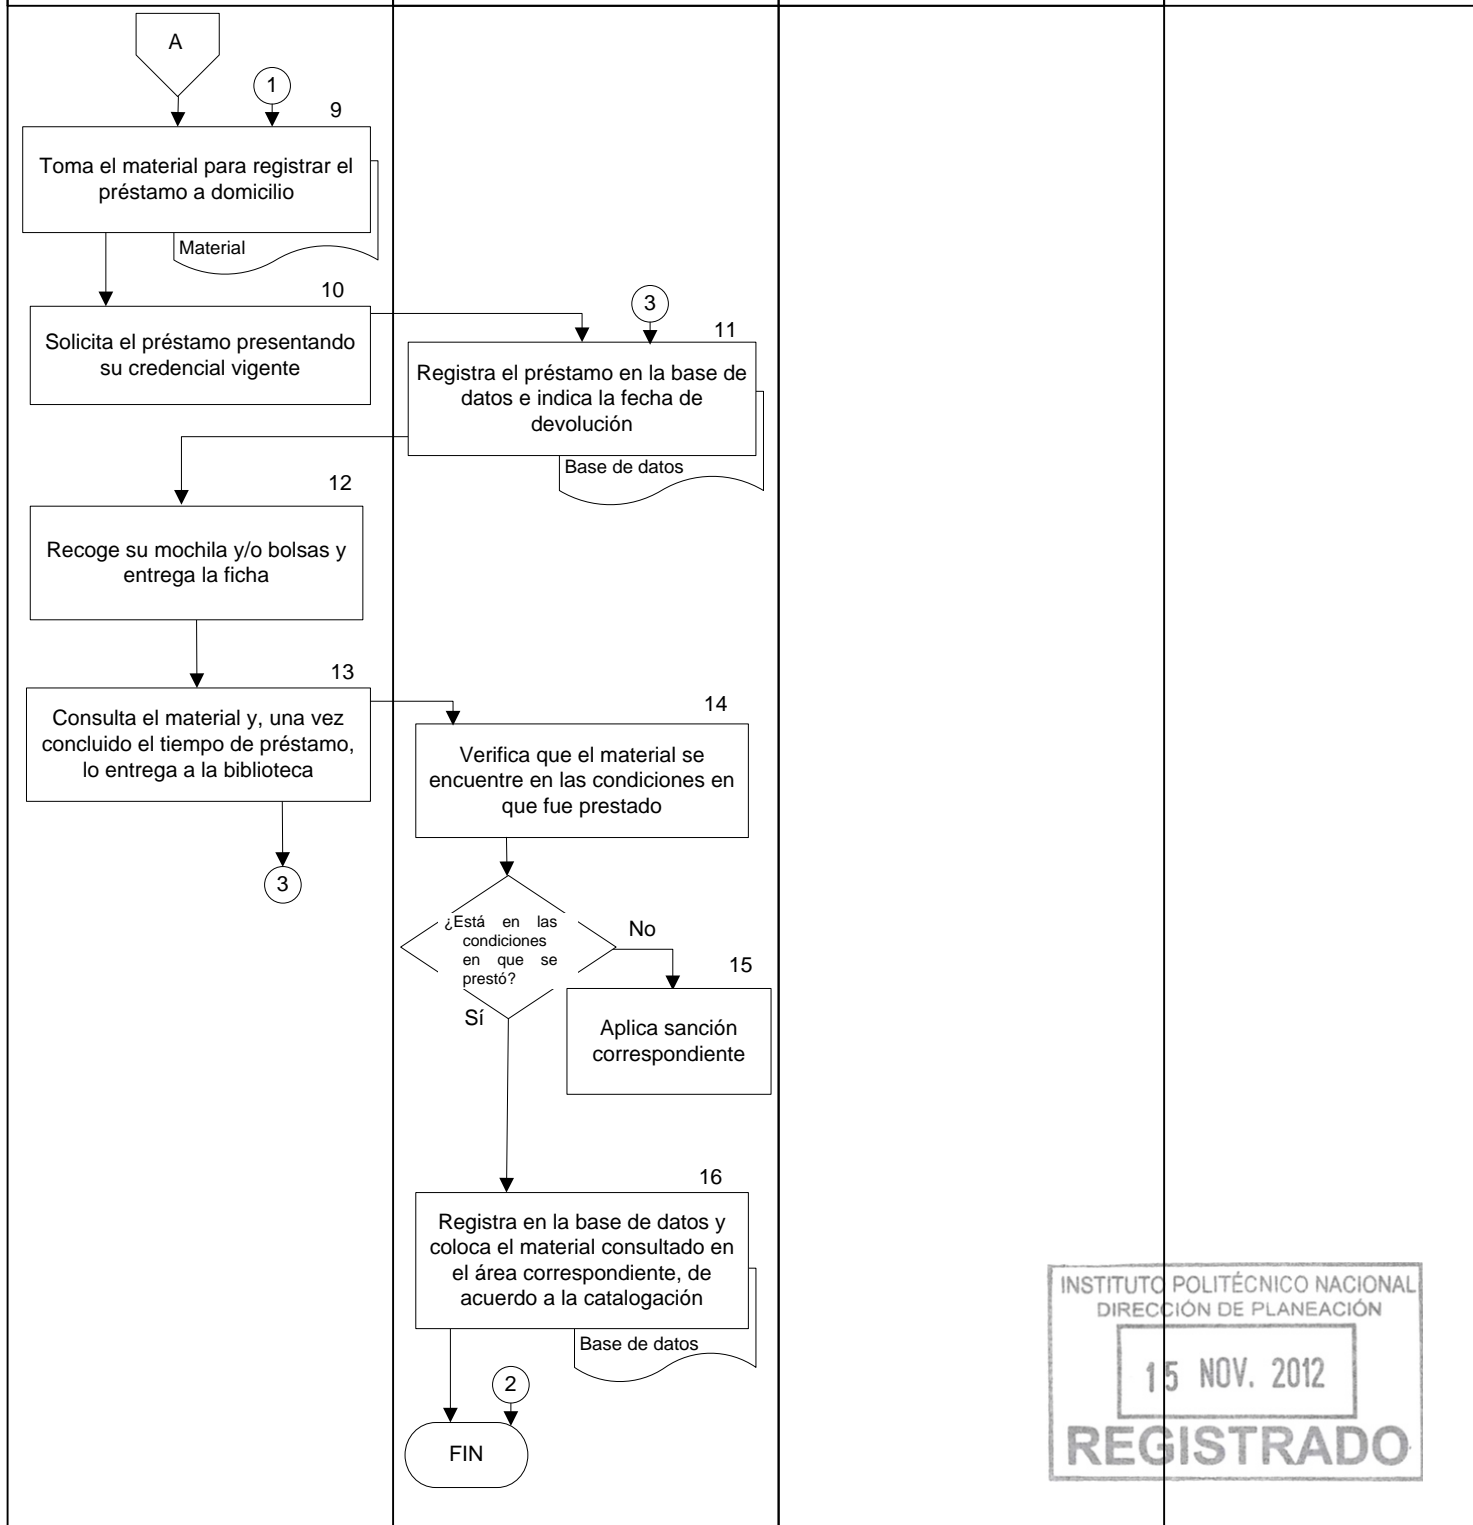 A
1
9
Toma el material para registrar el
préstamo a domicilio
Material
10
Solicita el préstamo presentando
su credencial vigente
3
11
Registra el préstamo en la base de
datos e indica la fecha de
devolución
Base de datos
12
Recoge su mochila y/o bolsas y
entrega la ficha
13
Consulta el material y, una vez
concluido el tiempo de préstamo,
lo entrega a la biblioteca
3
14
Verifica que el material se
encuentre en las condiciones en
que fue prestado
¿Está en las
condiciones
en que se
prestó?
No
Sí
15
Aplica sanción
correspondiente
16
Registra en la base de datos y
coloca el material consultado en
el área correspondiente, de
acuerdo a la catalogación
Base de datos
2
FIN
INSTITUTO POLITÉCNICO NACIONAL
DIRECCIÓN DE PLANEACIÓN
15 NOV. 2012
REGISTRADO